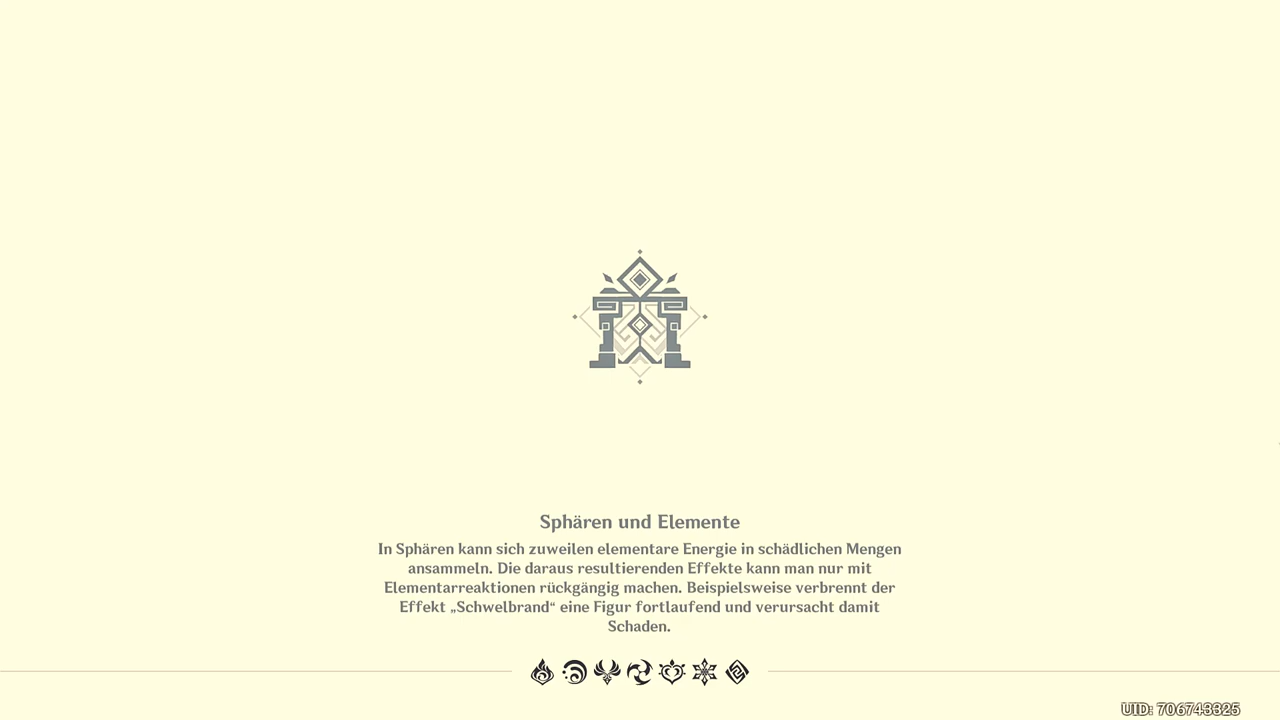 Sphären und Elemente
In Sphären kann sich zuweilen elementare Energie in schädlichen Mengen
ansammeln. Die daraus resultierenden Effekte kann man nur mit
Elementarreaktionen rückgängig machen. Beispielsweise verbrennt der
Effekt „Schwelbrand“ eine Figur fortlaufend und verursacht damit
Schaden.
UID: 706743325